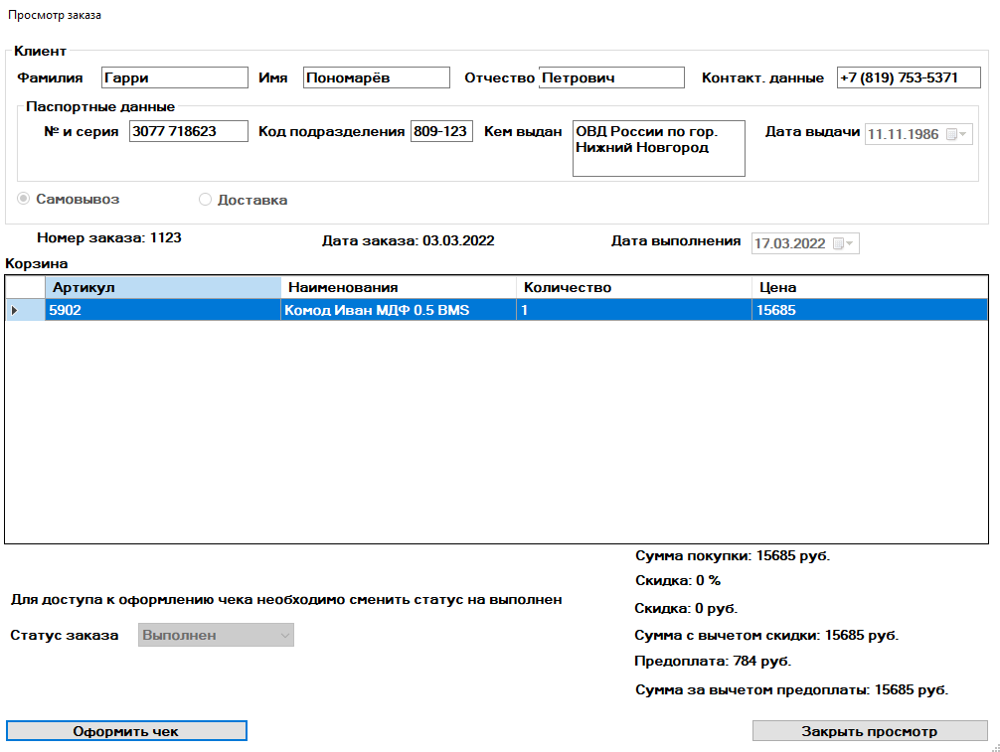 Просмотр заказа
Клиент
Фамилия Гарри Имя Пономарёв Отчество Петрович Контакт. данные +7 (819) 753-5371
Паспортные данные
№ и серия 3077 718623 Код подразделения 809-123 Кем выдан ОВД России по гор. Дата выдачи 11.11.1986
Нижний Новгород
Самовывоз Доставка
Номер заказа: 1123 Дата заказа: 03.03.2022 Дата выполнения 17.03.2022
Корзина
Артикул Наименования Количество Цена
5902 Комод Иван МДФ 0.5 BMS 1 15685
Сумма покупки: 15685 руб.
Скидка: 0 %
Для доступа к оформлению чека необходимо сменить статус на выполнен
Скидка: 0 руб.
Статус заказа Выполнен Сумма с вычетом скидки: 15685 руб.
Предоплата: 784 руб.
Сумма за вычетом предоплаты: 15685 руб.
Оформить чек Закрыть просмотр